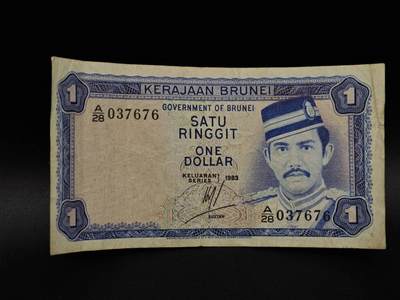 KERAJAAN BRUNEI
GOVERNMENT OF BRUNEI
1
1
A/28 037676
SATU
RINGGIT
ONE
DOLLAR
KELUARAN
SERIES 1983
SULTAN
A/28 037676
1
1